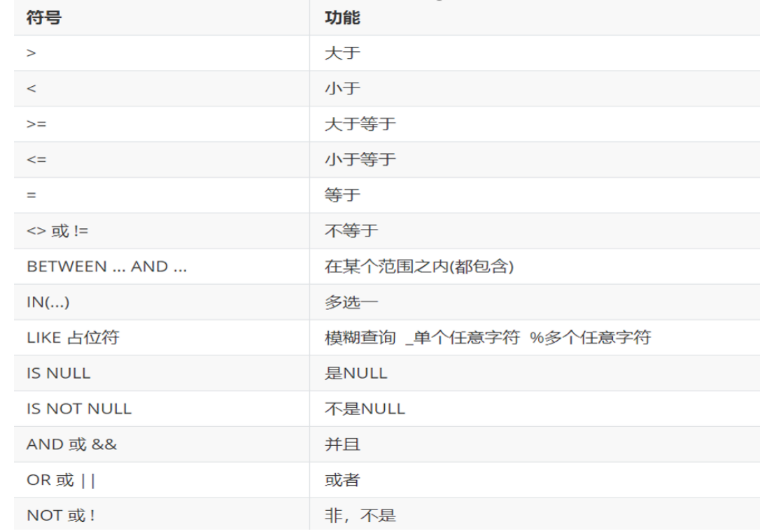 符号 功能
> 大于
< 小于
>= 大于等于
<= 小于等于
= 等于
<> 或 != 不等于
BETWEEN ... AND ... 在某个范围之内(都包含)
IN(...) 多选一
LIKE 占位符 模糊查询 _单个任意字符 %多个任意字符
IS NULL 是NULL
IS NOT NULL 不是NULL
AND 或 && 并且
OR 或 || 或者
NOT 或 ! 非，不是